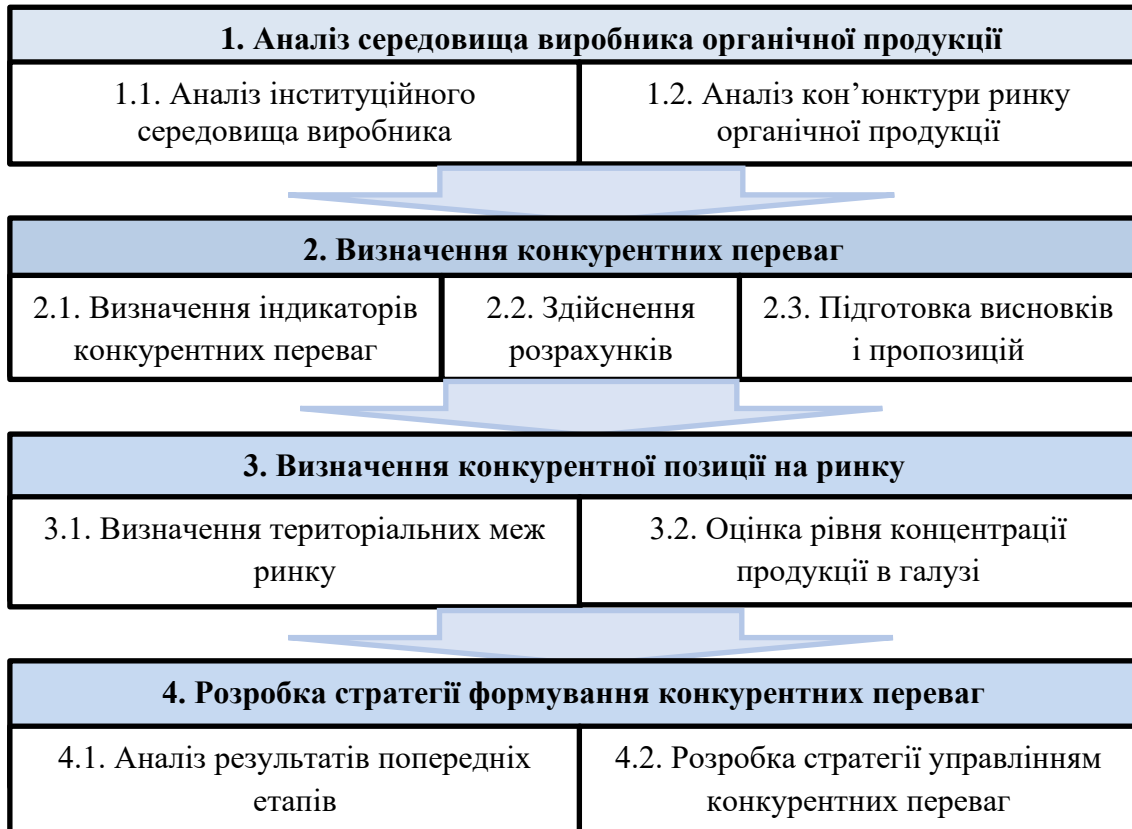 1. Аналіз середовища виробника органічної продукції
1.1. Аналіз інституційного
середовища виробника
1.2. Аналіз кон’юнктури ринку
органічної продукції
2. Визначення конкурентних переваг
2.1. Визначення індикаторів
конкурентних переваг
2.2. Здійснення
розрахунків
2.3. Підготовка висновків
і пропозицій
3. Визначення конкурентної позиції на ринку
3.1. Визначення територіальних меж
ринку
3.2. Оцінка рівня концентрації
продукції в галузі
4. Розробка стратегії формування конкурентних переваг
4.1. Аналіз результатів попередніх
етапів
4.2. Розробка стратегії управлінням
конкурентних переваг